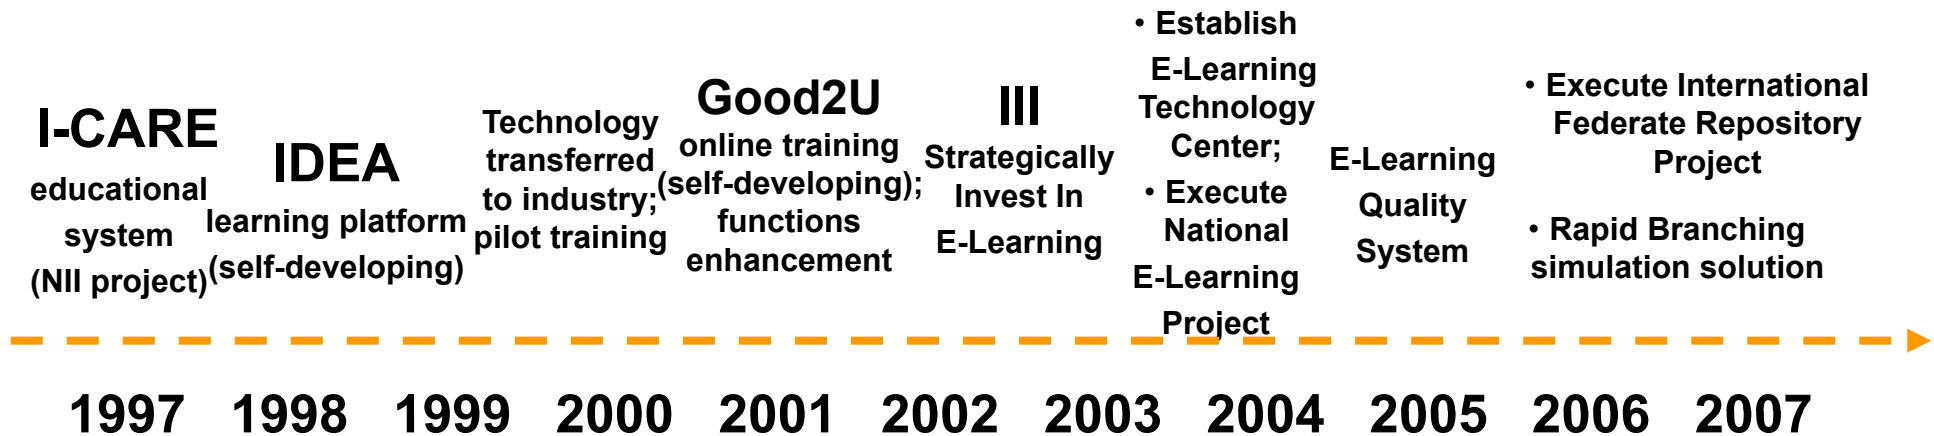 I-CARE
educational
system
(NII project)
IDEA
learning platform
(self-developing)
Technology
transferred
to industry;
pilot training
Good2U
online training
(self-developing);
functions
enhancement
III
Strategically
Invest In
E-Learning
• Establish
E-Learning
Technology
Center;
• Execute
National
E-Learning
Project
E-Learning
Quality
System
• Execute International
Federate Repository
Project
• Rapid Branching
simulation solution
1997 1998 1999 2000 2001 2002 2003 2004 2005 2006 2007